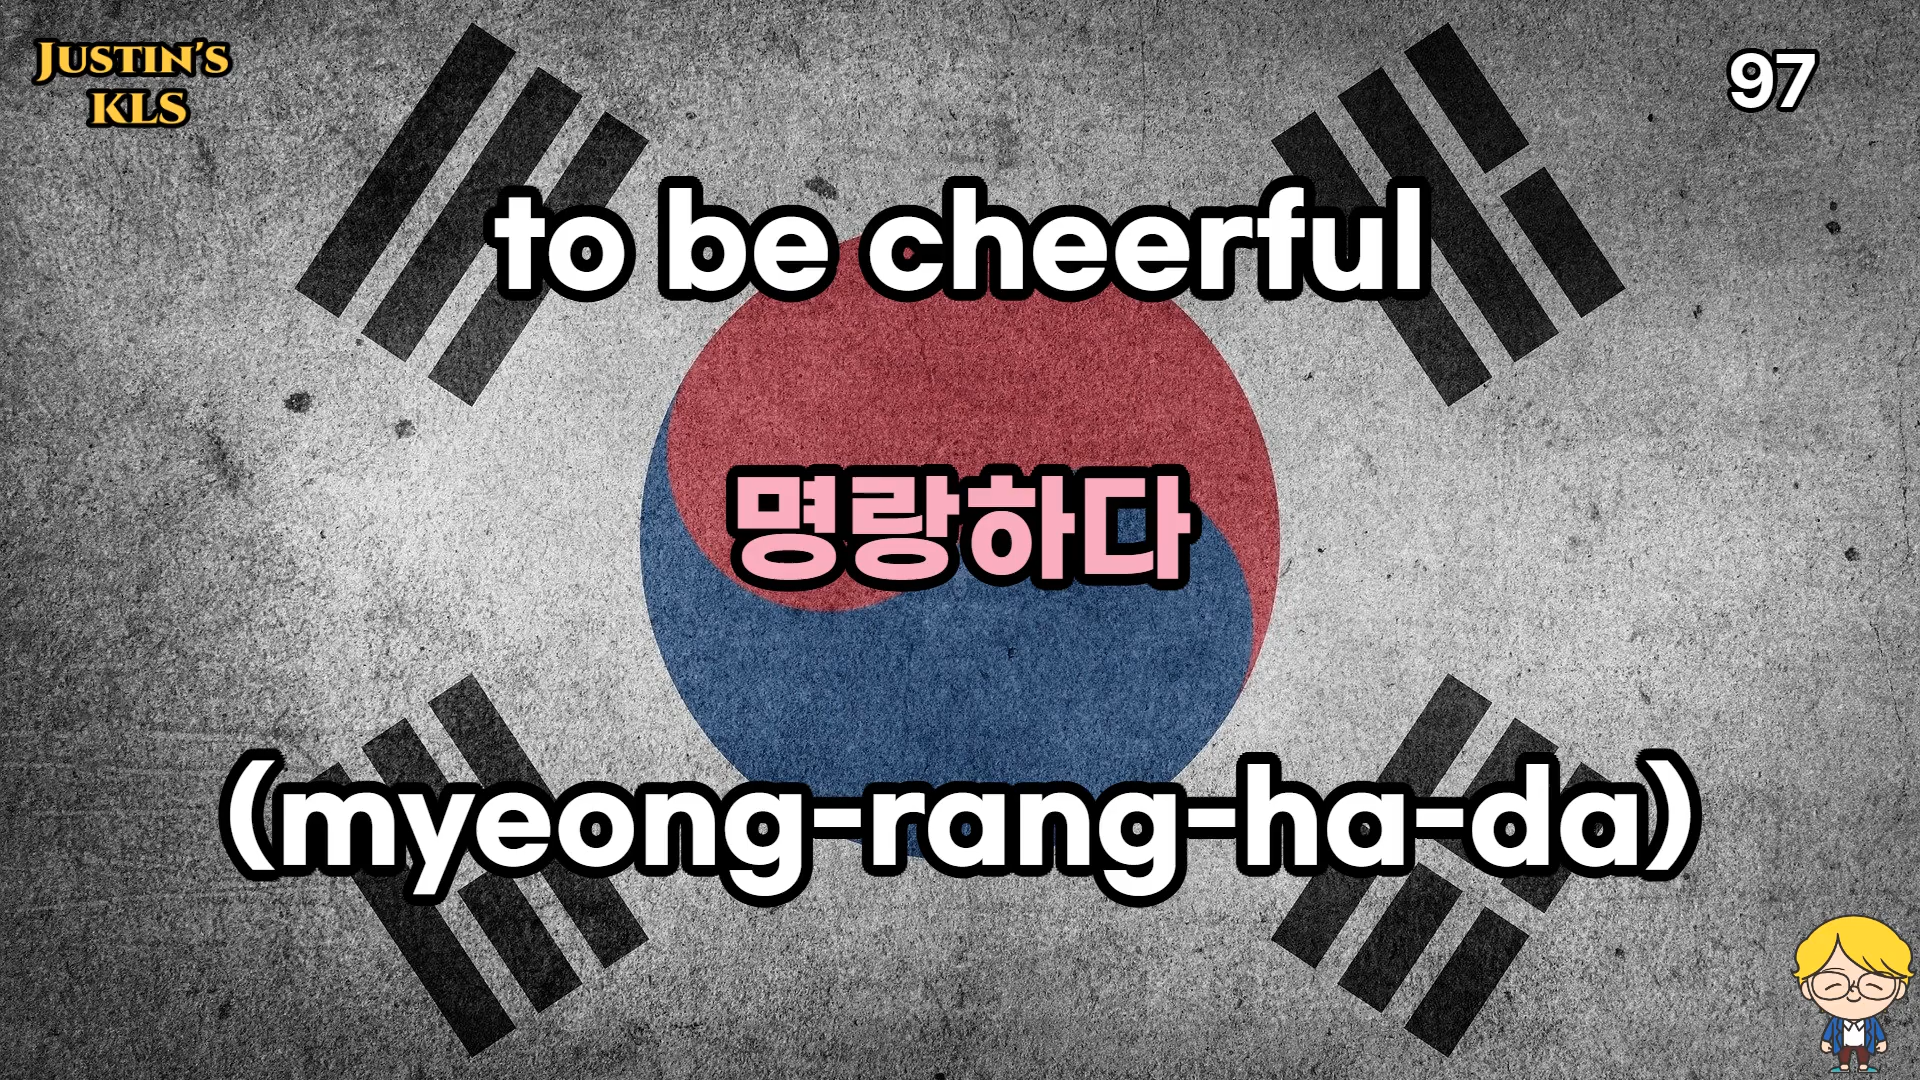 JUSTIN'S
KLS
97
to be cheerful
명랑하다
(myeong-rang-ha-da)